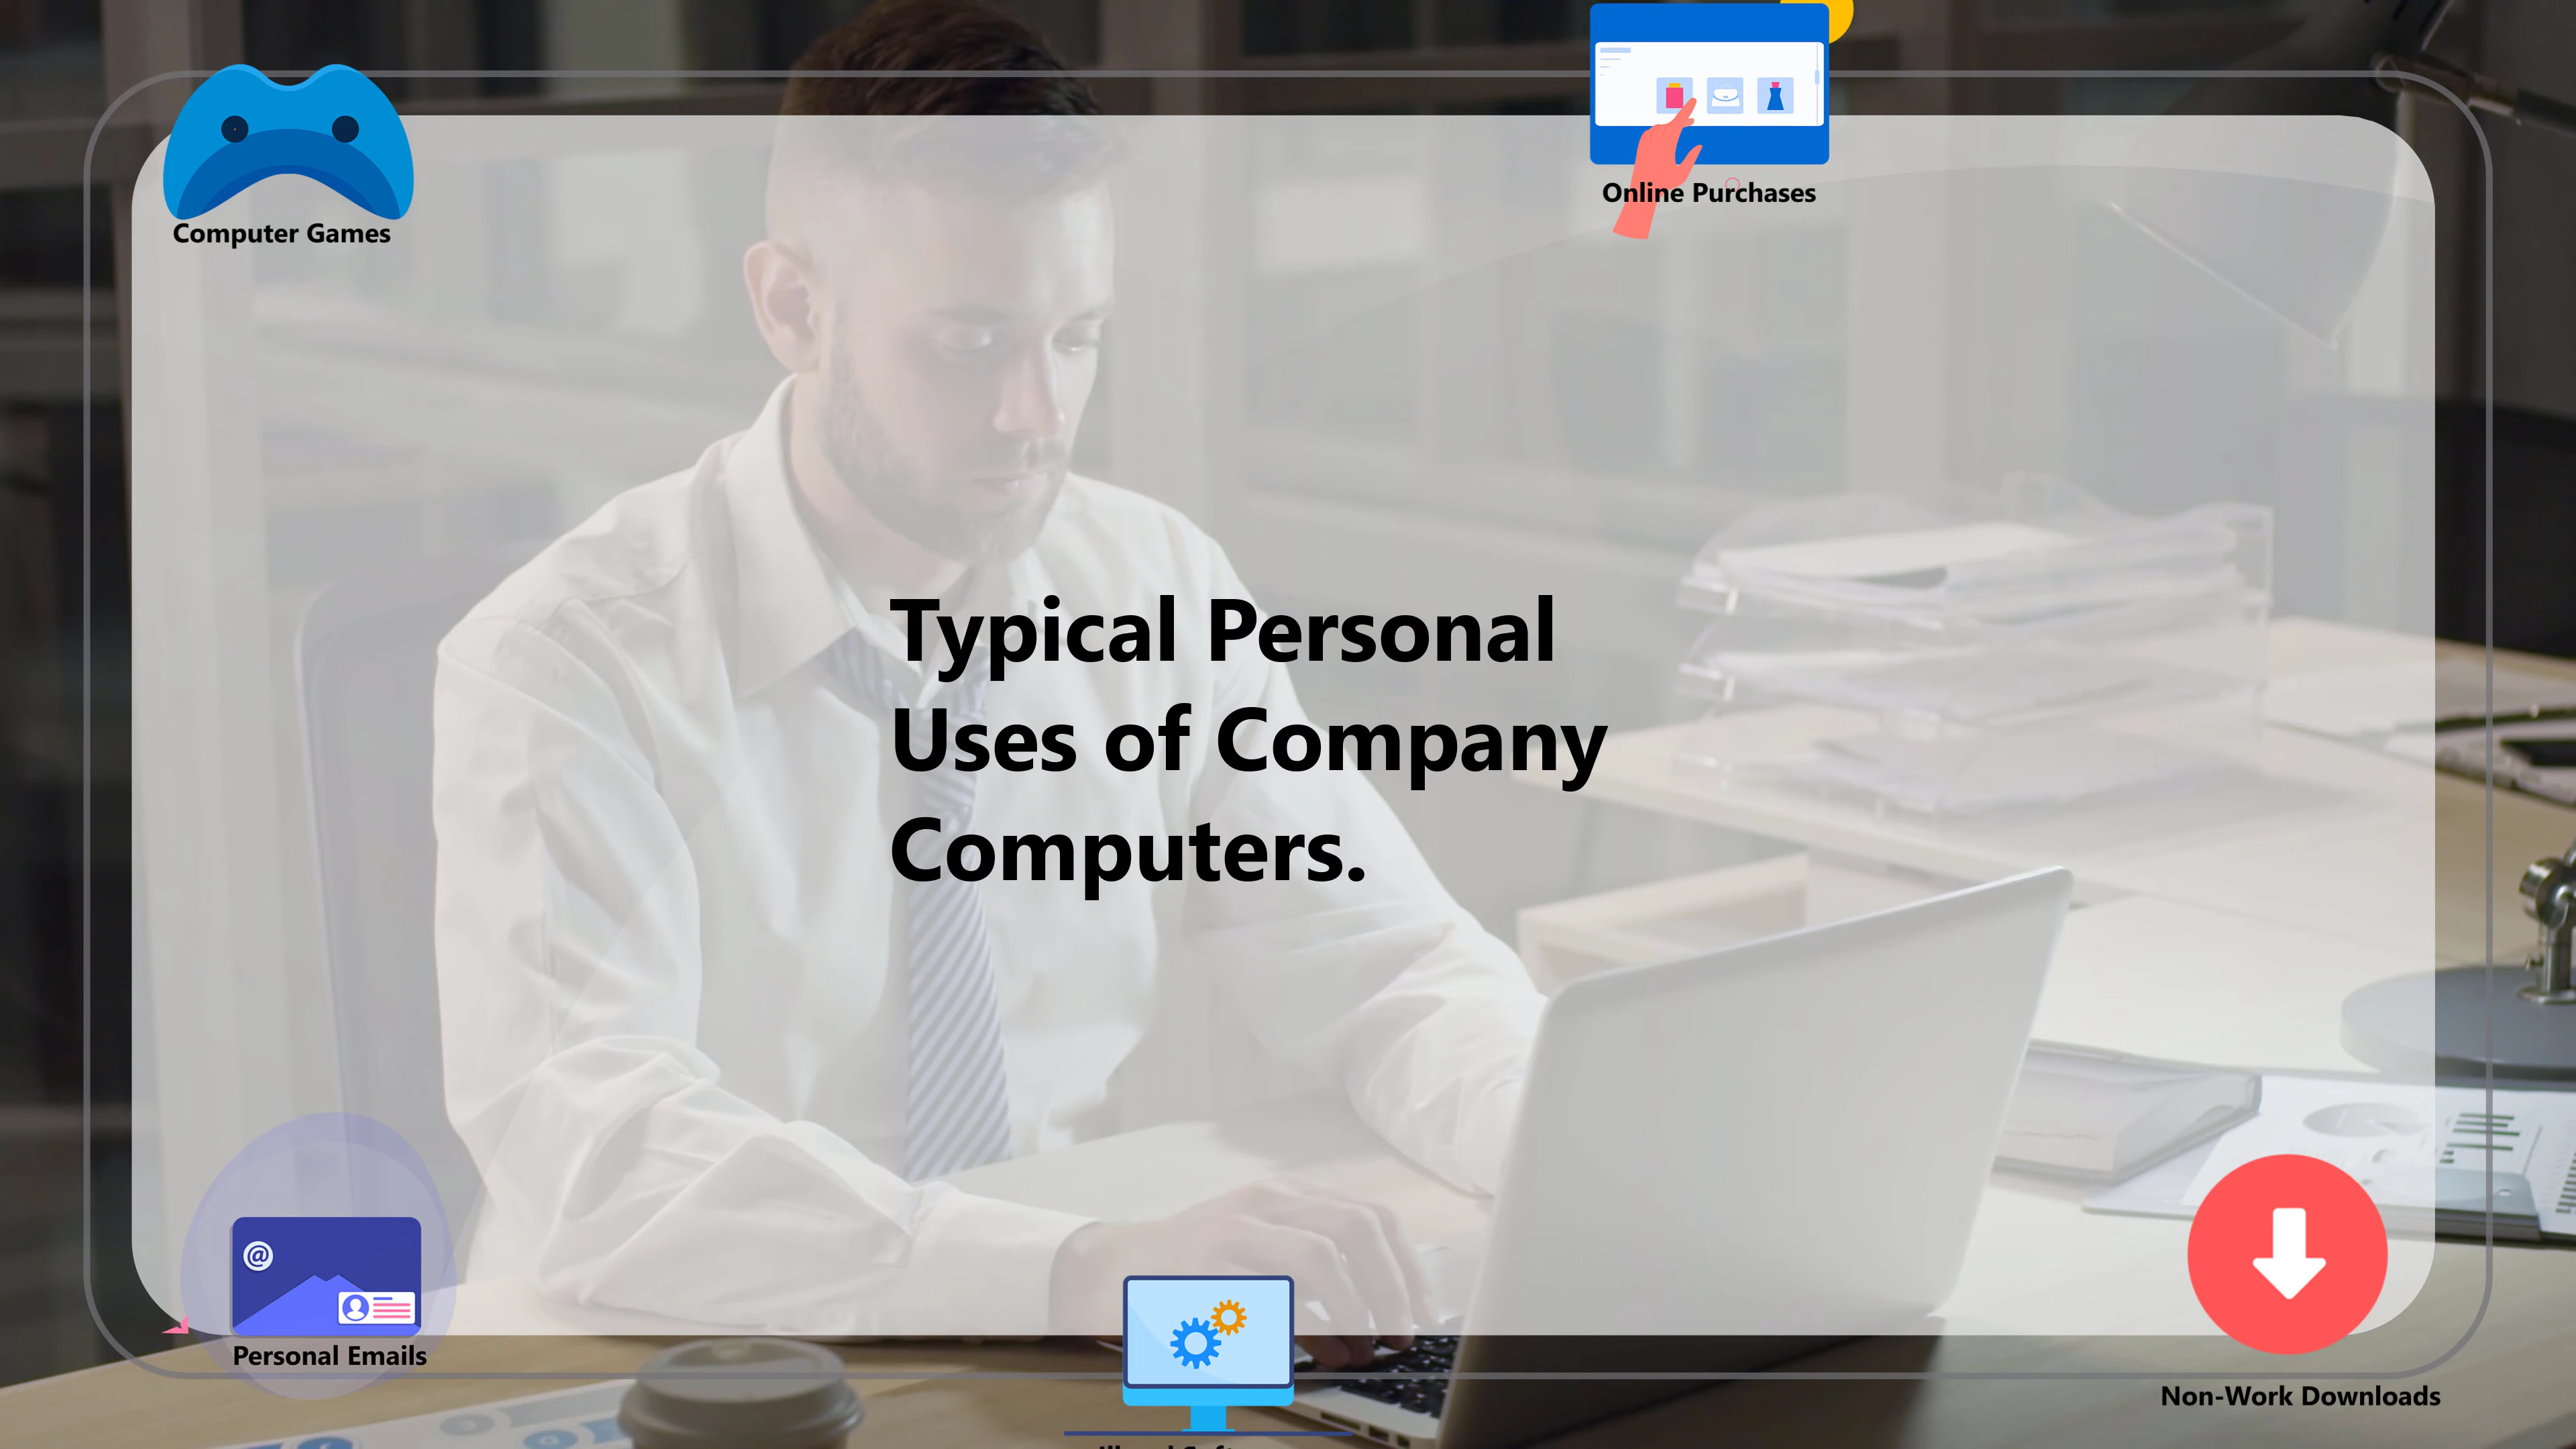 Computer Games
Online Purchases
Typical Personal
Uses of Company
Computers.
@
Personal Emails
Non-Work Downloads